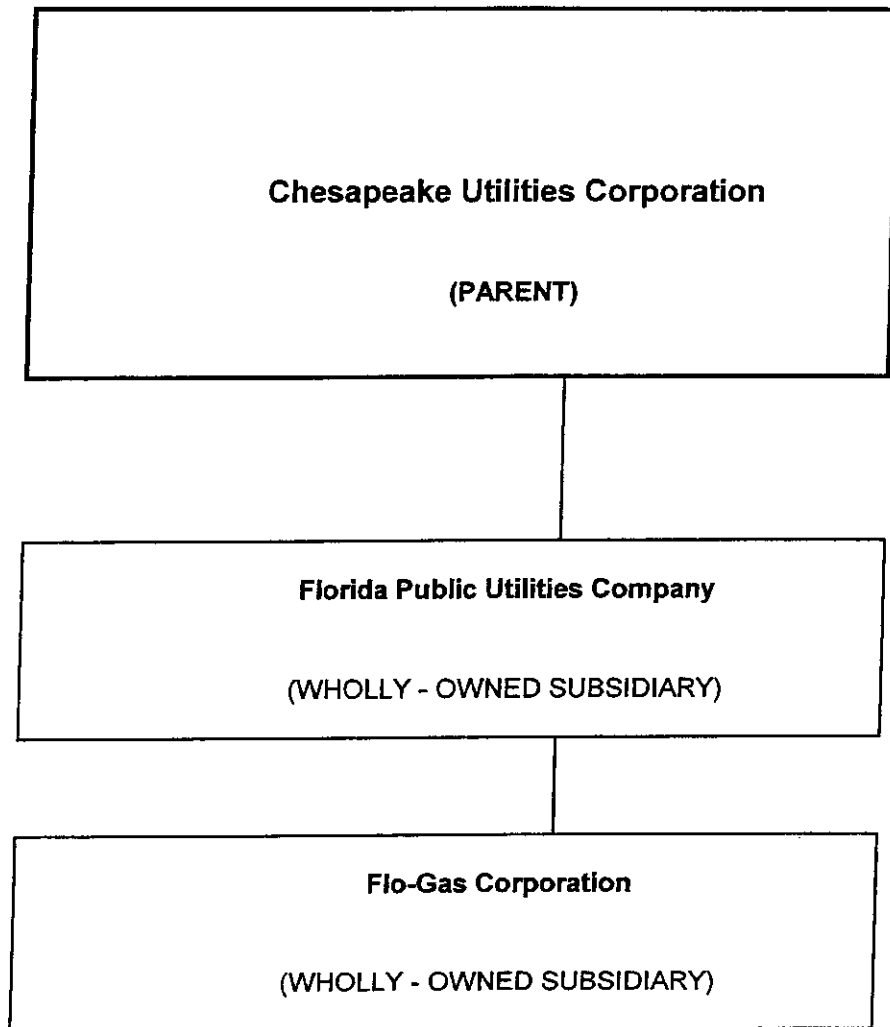 Chesapeake Utilities Corporation
(PARENT)
Florida Public Utilities Company
(WHOLLY - OWNED SUBSIDIARY)
Flo-Gas Corporation
(WHOLLY - OWNED SUBSIDIARY)